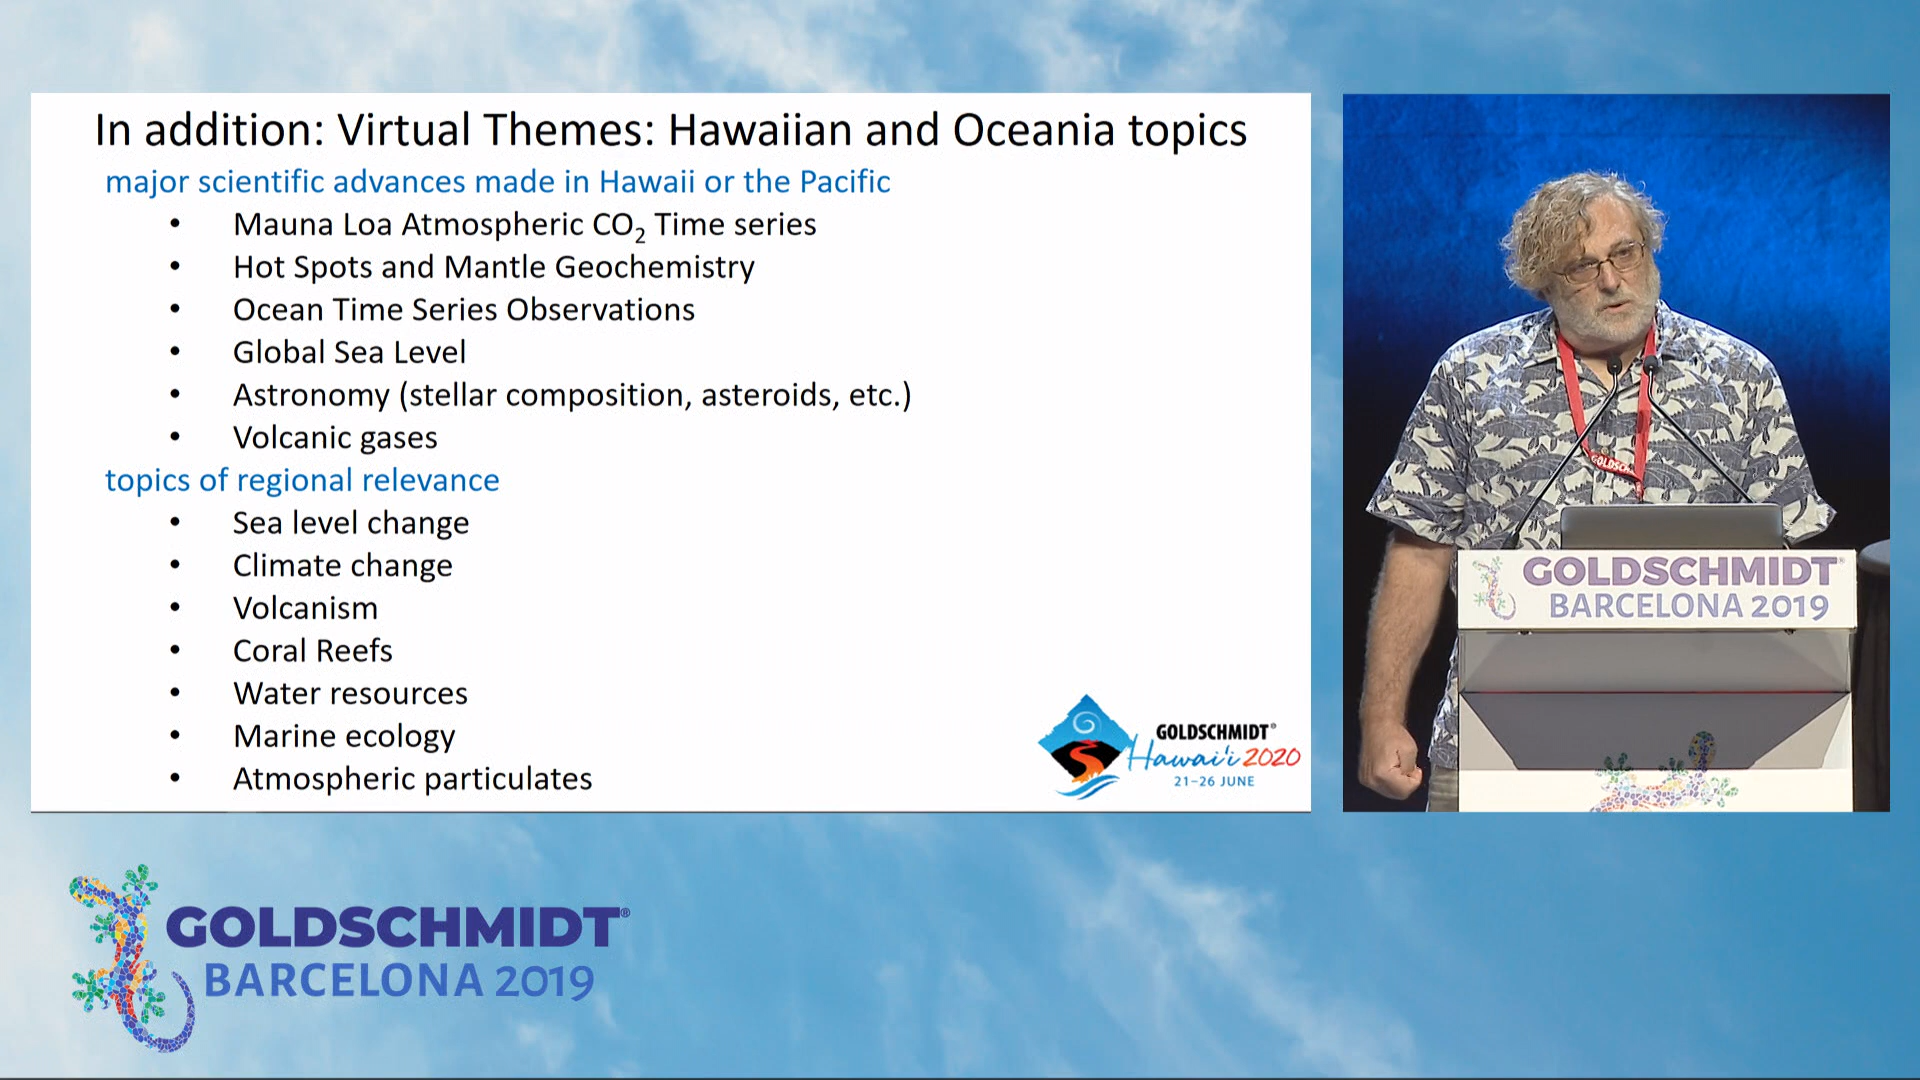 In addition: Virtual Themes: Hawaiian and Oceania topics
major scientific advances made in Hawaii or the Pacific
• Mauna Loa Atmospheric CO₂ Time series
• Hot Spots and Mantle Geochemistry
• Ocean Time Series Observations
• Global Sea Level
• Astronomy (stellar composition, asteroids, etc.)
• Volcanic gases
topics of regional relevance
• Sea level change
• Climate change
• Volcanism
• Coral Reefs
• Water resources
• Marine ecology
• Atmospheric particulates
GOLDSCHMIDT®
Hawai'i 2020
21–26 JUNE
GOLDSCH
GOLDSCHMIDT®
BARCELONA 2019
GOLDSCHMIDT®
BARCELONA 2019